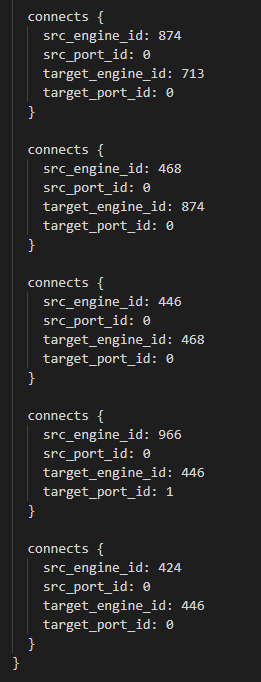 connects {
src_engine_id: 874
src_port_id: 0
target_engine_id: 713
target_port_id: 0
}
connects {
src_engine_id: 468
src_port_id: 0
target_engine_id: 874
target_port_id: 0
}
connects {
src_engine_id: 446
src_port_id: 0
target_engine_id: 468
target_port_id: 0
}
connects {
src_engine_id: 966
src_port_id: 0
target_engine_id: 446
target_port_id: 1
}
connects {
src_engine_id: 424
src_port_id: 0
target_engine_id: 446
target_port_id: 0
}
}